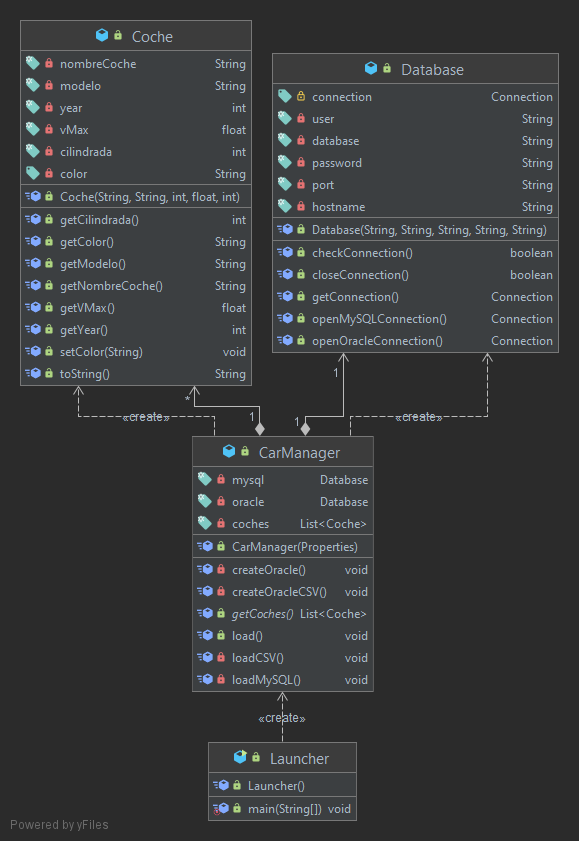 Coche
nombreCoche String
modelo String
year int
vMax float
cilindrada int
color String
Coche(String, String, int, float, int)
getCilindrada() int
getColor() String
getModelo() String
getNombreCoche() String
getVMax() float
getYear() int
setColor(String) void
toString() String
Database
connection Connection
user String
database String
password String
port String
hostname String
Database(String, String, String, String, String)
checkConnection() boolean
closeConnection() boolean
getConnection() Connection
openMySQLConnection() Connection
openOracleConnection() Connection
*
1
«create»
1
1
«create»
CarManager
mysql Database
oracle Database
coches List<Coche>
CarManager(Properties)
createOracle() void
createOracleCSV() void
getCoches() List<Coche>
load() void
loadCSV() void
loadMySQL() void
«create»
Launcher
Launcher()
main(String[]) void
Powered by yFiles